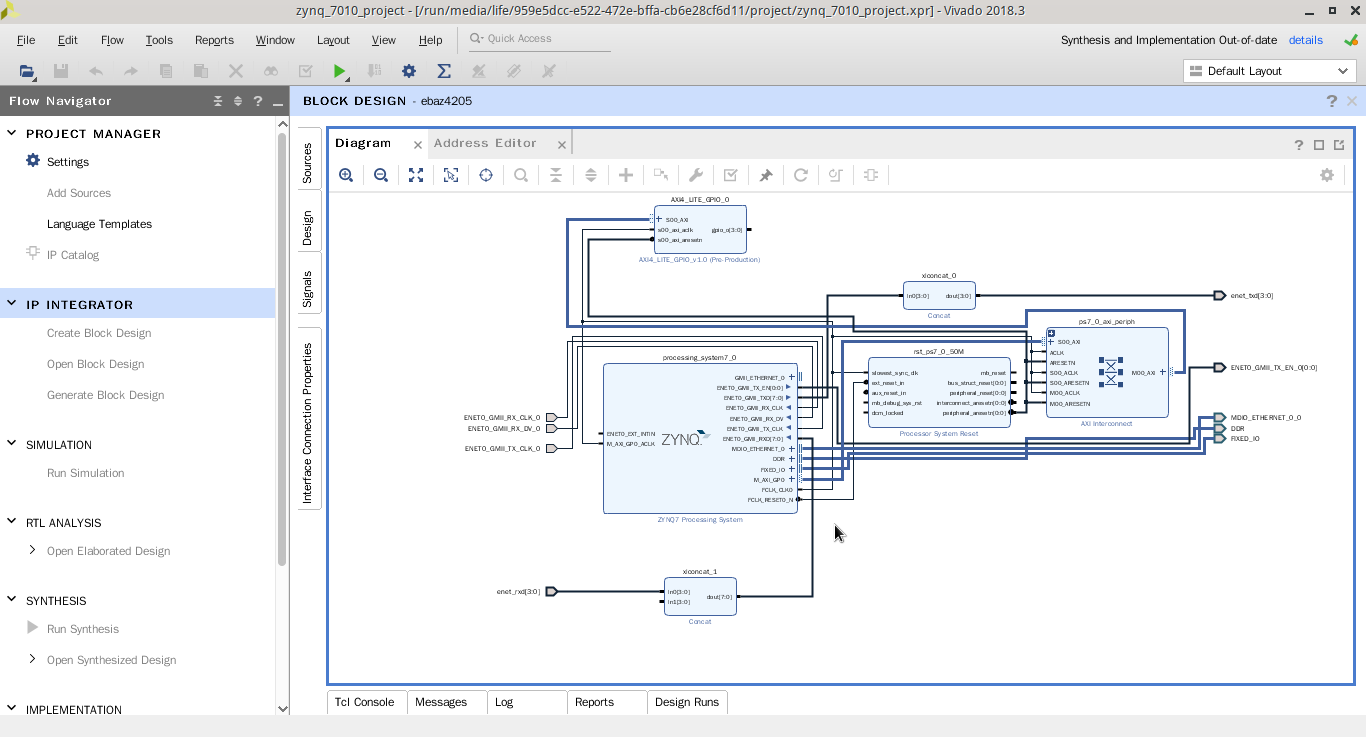 zynq_7010_project - [/run/media/life/959e5dcc-e522-472e-bffa-cb6e28cf6d11/project/zynq_7010_project.xpr] - Vivado 2018.3
File Edit Flow Tools Reports Window Layout View Help Quick Access
Synthesis and Implementation Out-of-date details
Default Layout
Flow Navigator
PROJECT MANAGER
Settings
Add Sources
Language Templates
IP Catalog
IP INTEGRATOR
Create Block Design
Open Block Design
Generate Block Design
SIMULATION
Run Simulation
RTL ANALYSIS
Open Elaborated Design
SYNTHESIS
Run Synthesis
Open Synthesized Design
IMPLEMENTATION
BLOCK DESIGN - ebaz4205
Sources
Design
Signals
Interface Connection Properties
Diagram
Address Editor
AXI4_LITE_GPIO_0
S00_AXI
s00_axi_aclk
s00_axi_aresetn
gpio_o[3:0]
AXI4_LITE_GPIO_v1.0 (Pre-Production)
xlconcat_0
In0[3:0]
dout[3:0]
Concat
enet_txd[3:0]
ps7_0_axi_periph
S00_AXI
ACLK
ARESETN
S00_ACLK
S00_ARESETN
M00_ACLK
M00_ARESETN
M00_AXI
AXI Interconnect
rst_ps7_0_50M
slowest_sync_clk
ext_reset_in
aux_reset_in
mb_debug_sys_rst
dcm_locked
mb_reset
bus_struct_reset[0:0]
peripheral_reset[0:0]
interconnect_aresetn[0:0]
peripheral_aresetn[0:0]
Processor System Reset
processing_system7_0
GMII_ETHERNET_0
ENET0_GMII_TX_EN[0:0]
ENET0_GMII_TXD[7:0]
ENET0_GMII_RX_CLK
ENET0_GMII_RX_DV
ENET0_GMII_TX_CLK
ENET0_GMII_RXD[7:0]
MDIO_ETHERNET_0
DDR
FIXED_IO
M_AXI_GP0
FCLK_CLK0
FCLK_RESET0_N
ENET0_EXT_INTIN
M_AXI_GP0_ACLK
ZYNQ
ZYNQ7 Processing System
ENET0_GMII_RX_CLK_0
ENET0_GMII_RX_DV_0
ENET0_GMII_TX_CLK_0
ENET0_GMII_TX_EN_0[0:0]
MDIO_ETHERNET_0_0
DDR
FIXED_IO
xlconcat_1
enet_rxd[3:0]
In0[3:0]
In1[3:0]
dout[7:0]
Concat
Tcl Console Messages Log Reports Design Runs